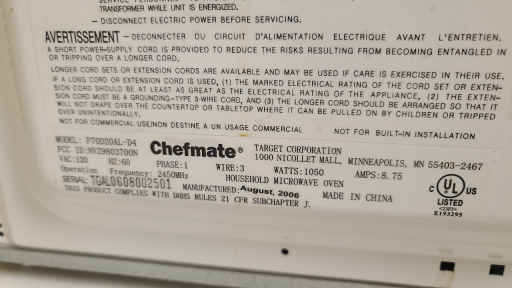 TRANSFORMER WHILE UNIT IS ENERGIZED.
- DISCONNECT ELECTRIC POWER BEFORE SERVICING.
AVERTISSEMENT - DECONNECTER DU CIRCUIT D'ALIMENTATION ELECTRIQUE AVANT L'ENTRETIEN.
A SHORT POWER-SUPPLY CORD IS PROVIDED TO REDUCE THE RISKS RESULTING FROM BECOMING ENTANGLED IN
OR TRIPPING OVER A LONGER CORD.
LONGER CORD SETS OR EXTENSION CORDS ARE AVAILABLE AND MAY BE USED IF CARE IS EXERCISED IN THEIR USE.
IF A LONG CORD OR EXTENSION CORD IS USED, (1) THE MARKED ELECTRICAL RATING OF THE CORD SET OR EXTEN-
SION CORD SHOULD BE AT LEAST AS GREAT AS THE ELECTRICAL RATING OF THE APPLIANCE, (2) THE EXTEN-
SION CORD MUST BE A GROUNDING-TYPE 3-WIRE CORD, AND (3) THE LONGER CORD SHOULD BE ARRANGED SO THAT IT
WILL NOT DRAPE OVER THE COUNTERTOP OR TABLETOP WHERE IT CAN BE PULLED ON BY CHILDREN OR TRIPPED
OVER UNINTENTIONALLY.
NOT FOR COMMERCIAL USE/NON DESTINE A UN USAGE COMMERCIAL NOT FOR BUILT-IN INSTALLATION
MODEL: P70D20AL-D4 Chefmate® TARGET CORPORATION
FCC ID: 1000 NICOLLET MALL, MINNEAPOLIS, MN 55403-2467
VAC:120 HZ:60 PHASE:1 WIRE:3 WATTS:1050 AMPS:8.75
Operation Frequency: 2450MHz HOUSEHOLD MICROWAVE OVEN
SERIAL: TGAL0608002501 MANUFACTURED: August, 2006 MADE IN CHINA
THIS PRODUCT COMPLIES WITH DHHS RULES 21 CFR SUBCHAPTER J.
C UL US
LISTED
E193295